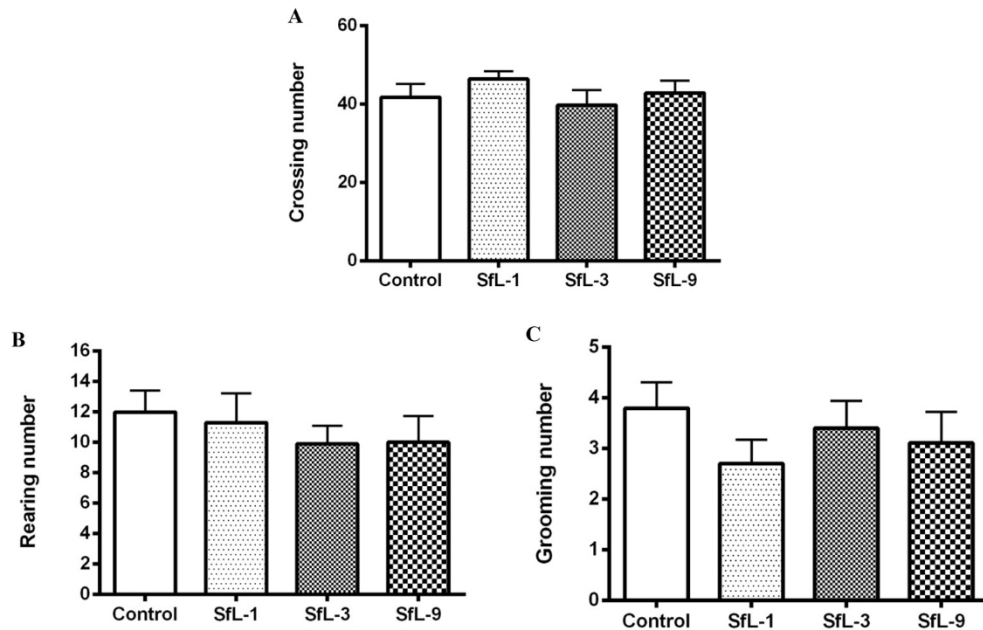 A
60
40
20
0
Crossing number
Control SfL-1 SfL-3 SfL-9
B
16
14
12
10
8
6
4
2
0
Rearing number
Control SfL-1 SfL-3 SfL-9
C
5
4
3
2
1
0
Grooming number
Control SfL-1 SfL-3 SfL-9